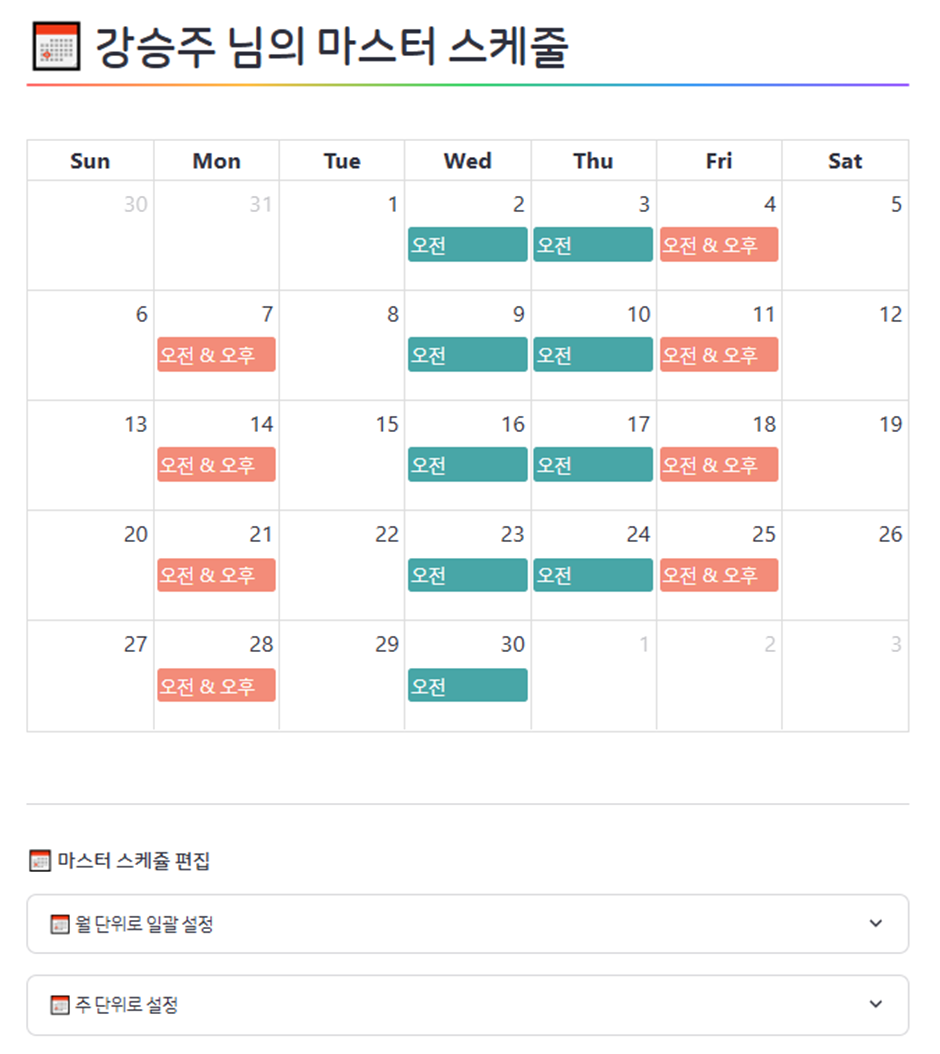 강승주 님의 마스터 스케줄
Sun Mon Tue Wed Thu Fri Sat
30 31 1 2 3 4 5
오전 오전 오전 & 오후
6 7 8 9 10 11 12
오전 & 오후 오전 오전 오전 & 오후
13 14 15 16 17 18 19
오전 & 오후 오전 오전 오전 & 오후
20 21 22 23 24 25 26
오전 & 오후 오전 오전 오전 & 오후
27 28 29 30 1 2 3
오전 & 오후 오전
마스터 스케쥴 편집
월 단위로 일괄 설정
주 단위로 설정